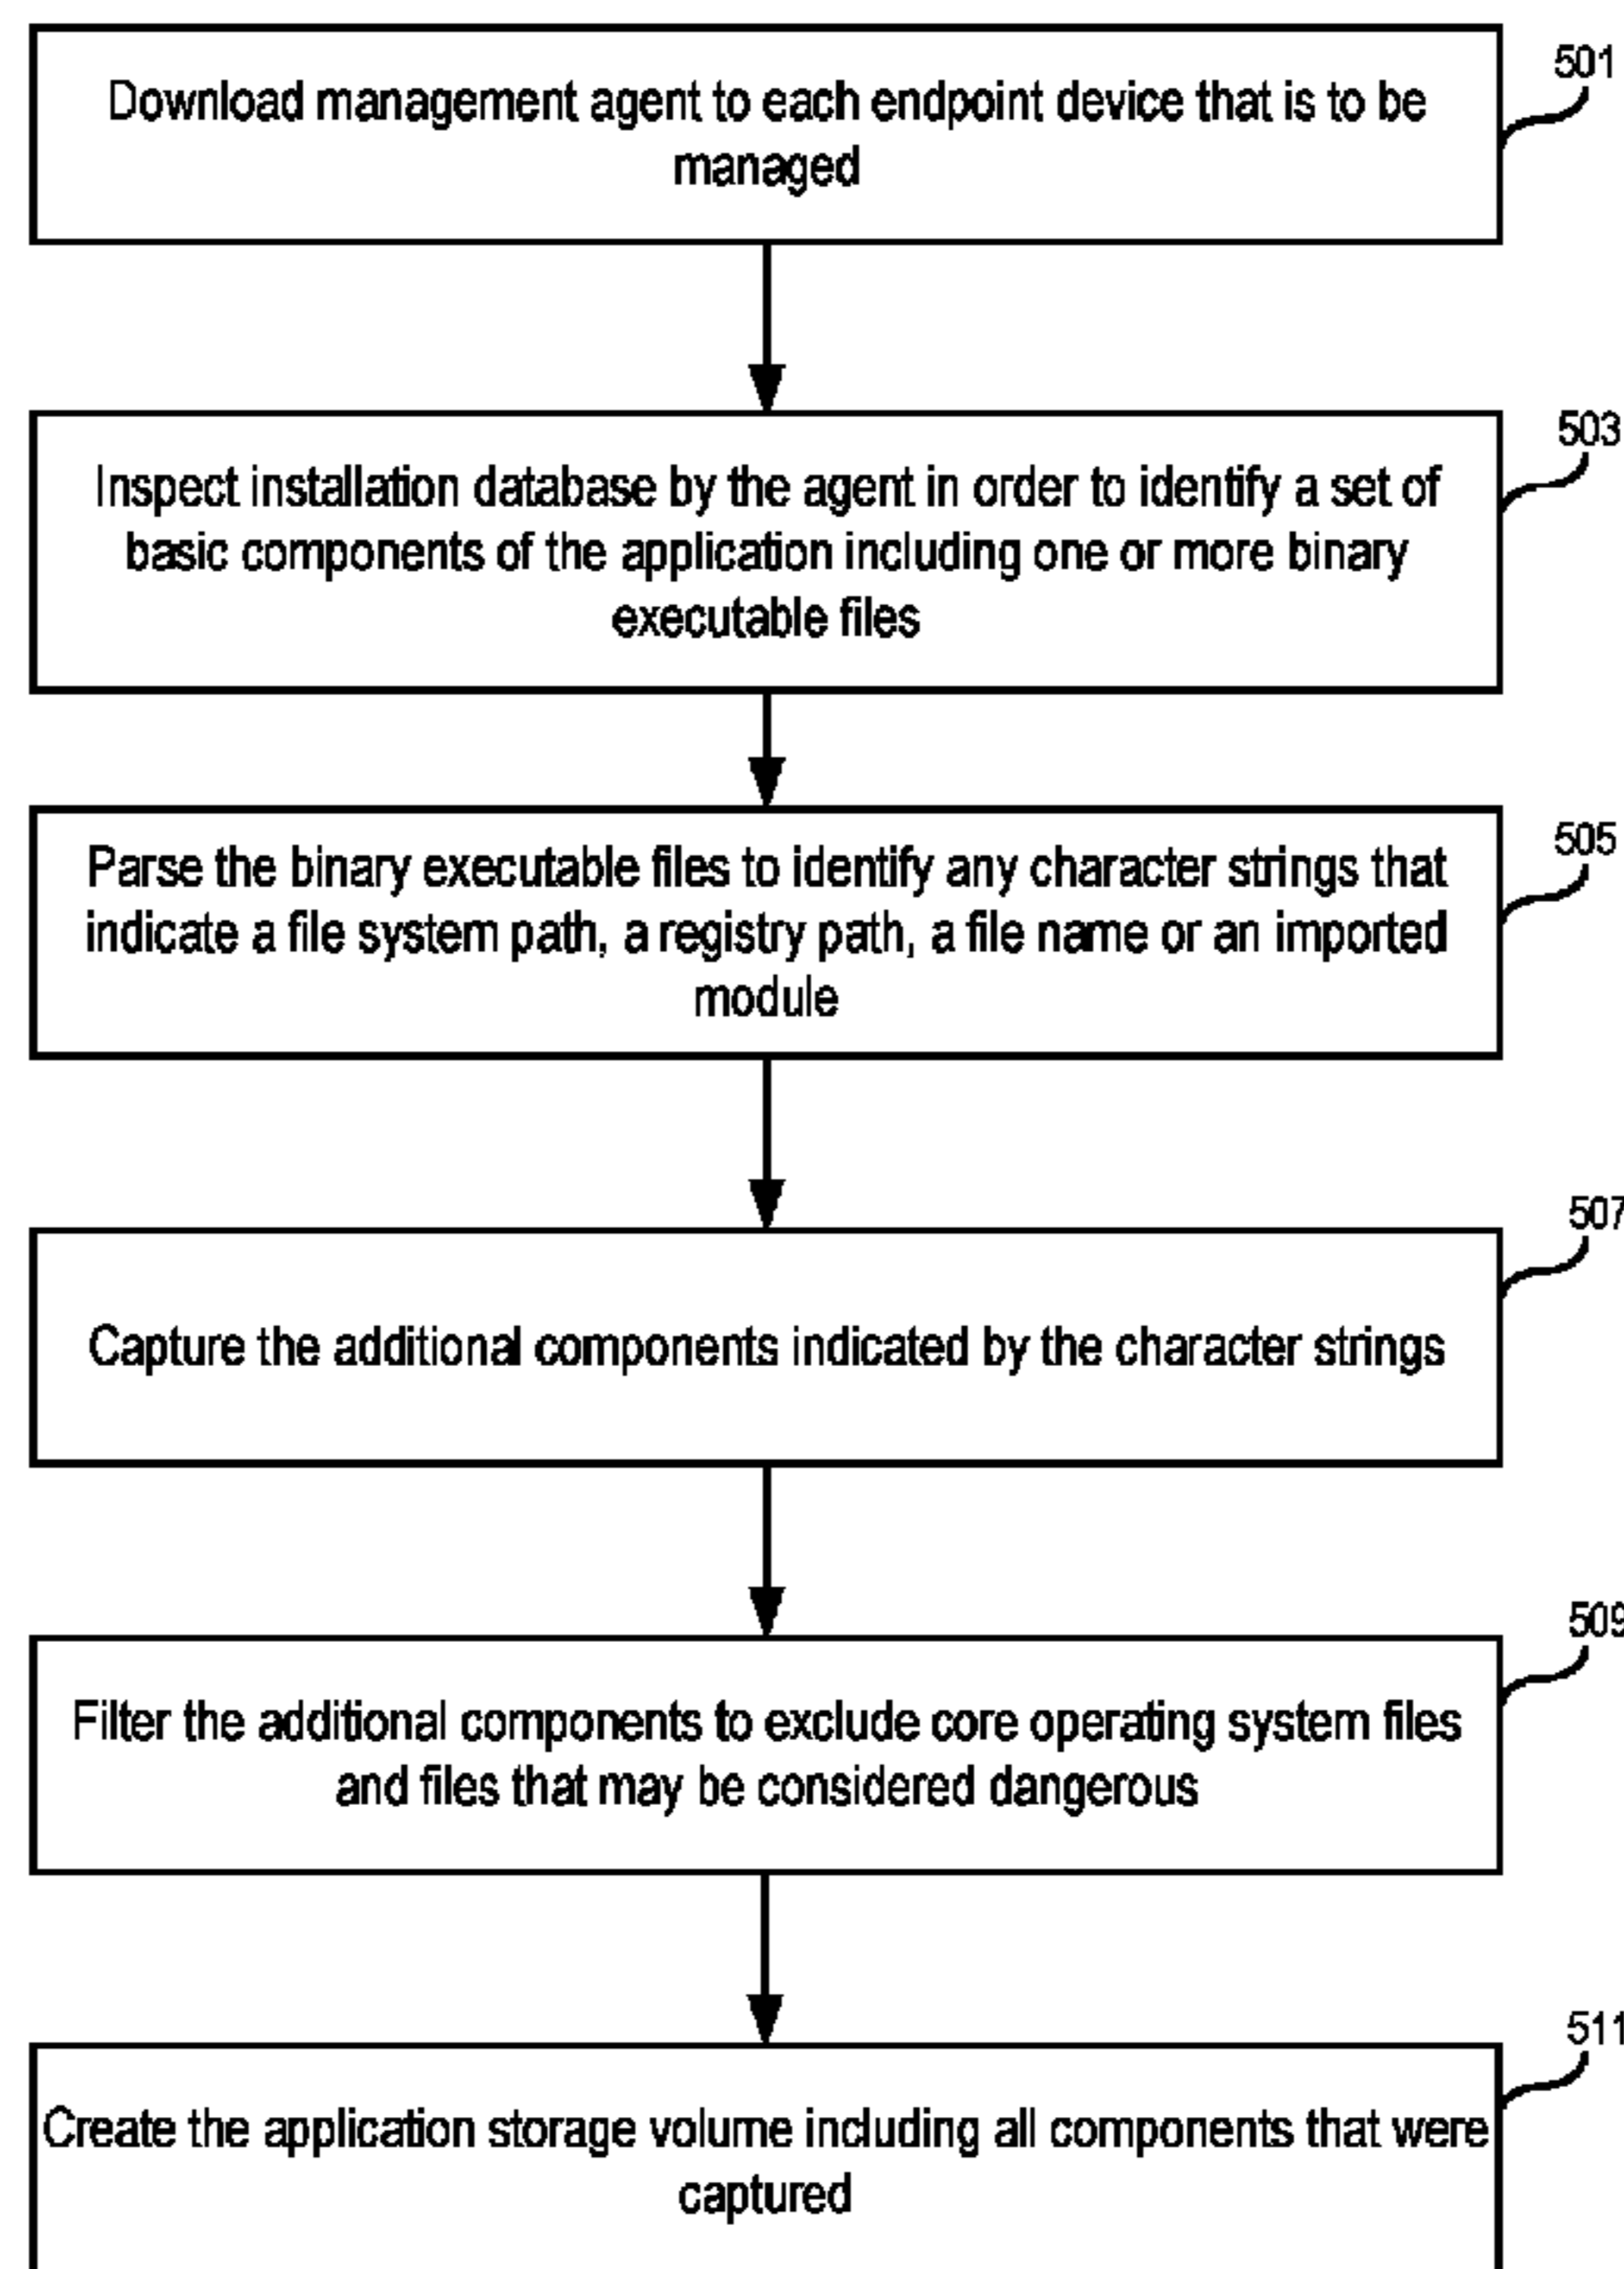 501
Download management agent to each endpoint device that is to be
managed
503
Inspect installation database by the agent in order to identify a set of
basic components of the application including one or more binary
executable files
505
Parse the binary executable files to identify any character strings that
indicate a file system path, a registry path, a file name or an imported
module
507
Capture the additional components indicated by the character strings
509
Filter the additional components to exclude core operating system files
and files that may be considered dangerous
511
Create the application storage volume including all components that were
captured